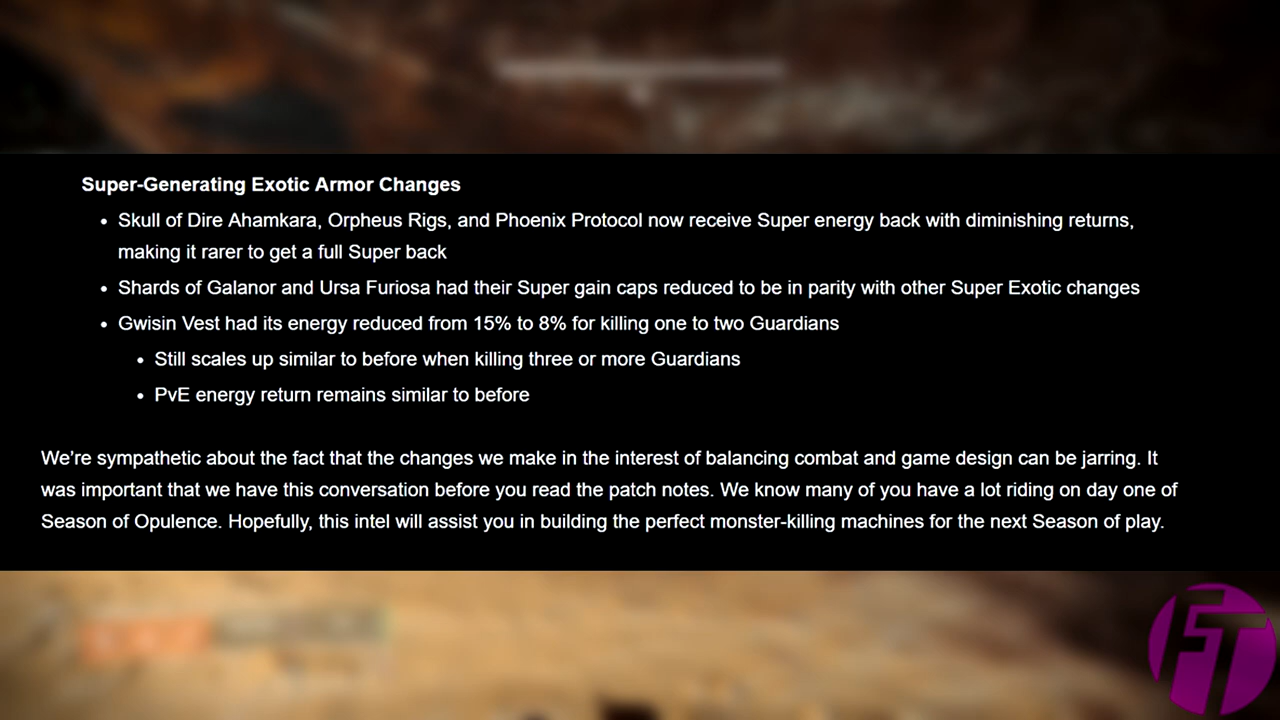 Super-Generating Exotic Armor Changes
• Skull of Dire Ahamkara, Orpheus Rigs, and Phoenix Protocol now receive Super energy back with diminishing returns,
making it rarer to get a full Super back
• Shards of Galanor and Ursa Furiosa had their Super gain caps reduced to be in parity with other Super Exotic changes
• Gwisin Vest had its energy reduced from 15% to 8% for killing one to two Guardians
• Still scales up similar to before when killing three or more Guardians
• PvE energy return remains similar to before
We're sympathetic about the fact that the changes we make in the interest of balancing combat and game design can be jarring. It
was important that we have this conversation before you read the patch notes. We know many of you have a lot riding on day one of
Season of Opulence. Hopefully, this intel will assist you in building the perfect monster-killing machines for the next Season of play.
FT